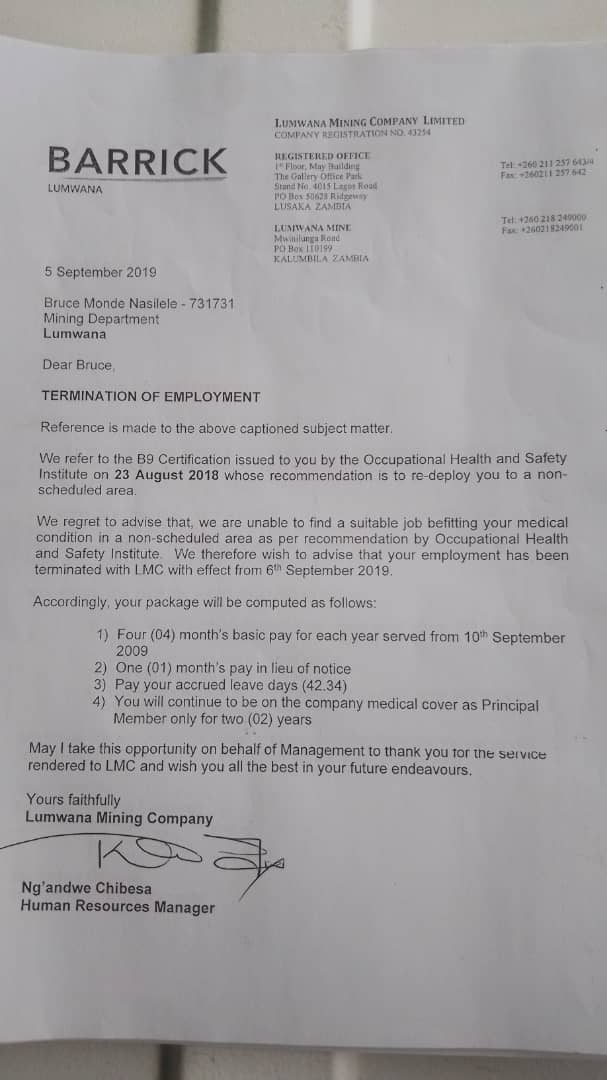 BARRICK
LUMWANA
LUMWANA MINING COMPANY LIMITED
COMPANY REGISTRATION NO. 43254
REGISTERED OFFICE
1st Floor, May Building
The Gallery Office Park
Stand No. 4015 Lagos Road
PO Box 50628 Ridgeway
LUSAKA ZAMBIA
Tel: +260 211 257 643/4
Fax: +260211 257 642
LUMWANA MINE
Mwinilunga Road
PO Box 110199
KALUMBILA ZAMBIA
Tel: +260 218 249000
Fax: +260218249001
5 September 2019
Bruce Monde Nasilele - 731731
Mining Department
Lumwana
Dear Bruce,
TERMINATION OF EMPLOYMENT
Reference is made to the above captioned subject matter.
We refer to the B9 Certification issued to you by the Occupational Health and Safety
Institute on 23 August 2018 whose recommendation is to re-deploy you to a non-
scheduled area.
We regret to advise that, we are unable to find a suitable job befitting your medical
condition in a non-scheduled area as per recommendation by Occupational Health
and Safety Institute. We therefore wish to advise that your employment has been
terminated with LMC with effect from 6th September 2019.
Accordingly, your package will be computed as follows:
1) Four (04) month's basic pay for each year served from 10th September
2009
2) One (01) month's pay in lieu of notice
3) Pay your accrued leave days (42.34)
4) You will continue to be on the company medical cover as Principal
Member only for two (02) years
May I take this opportunity on behalf of Management to thank you for the service
rendered to LMC and wish you all the best in your future endeavours.
Yours faithfully
Lumwana Mining Company
Ng'andwe Chibesa
Human Resources Manager